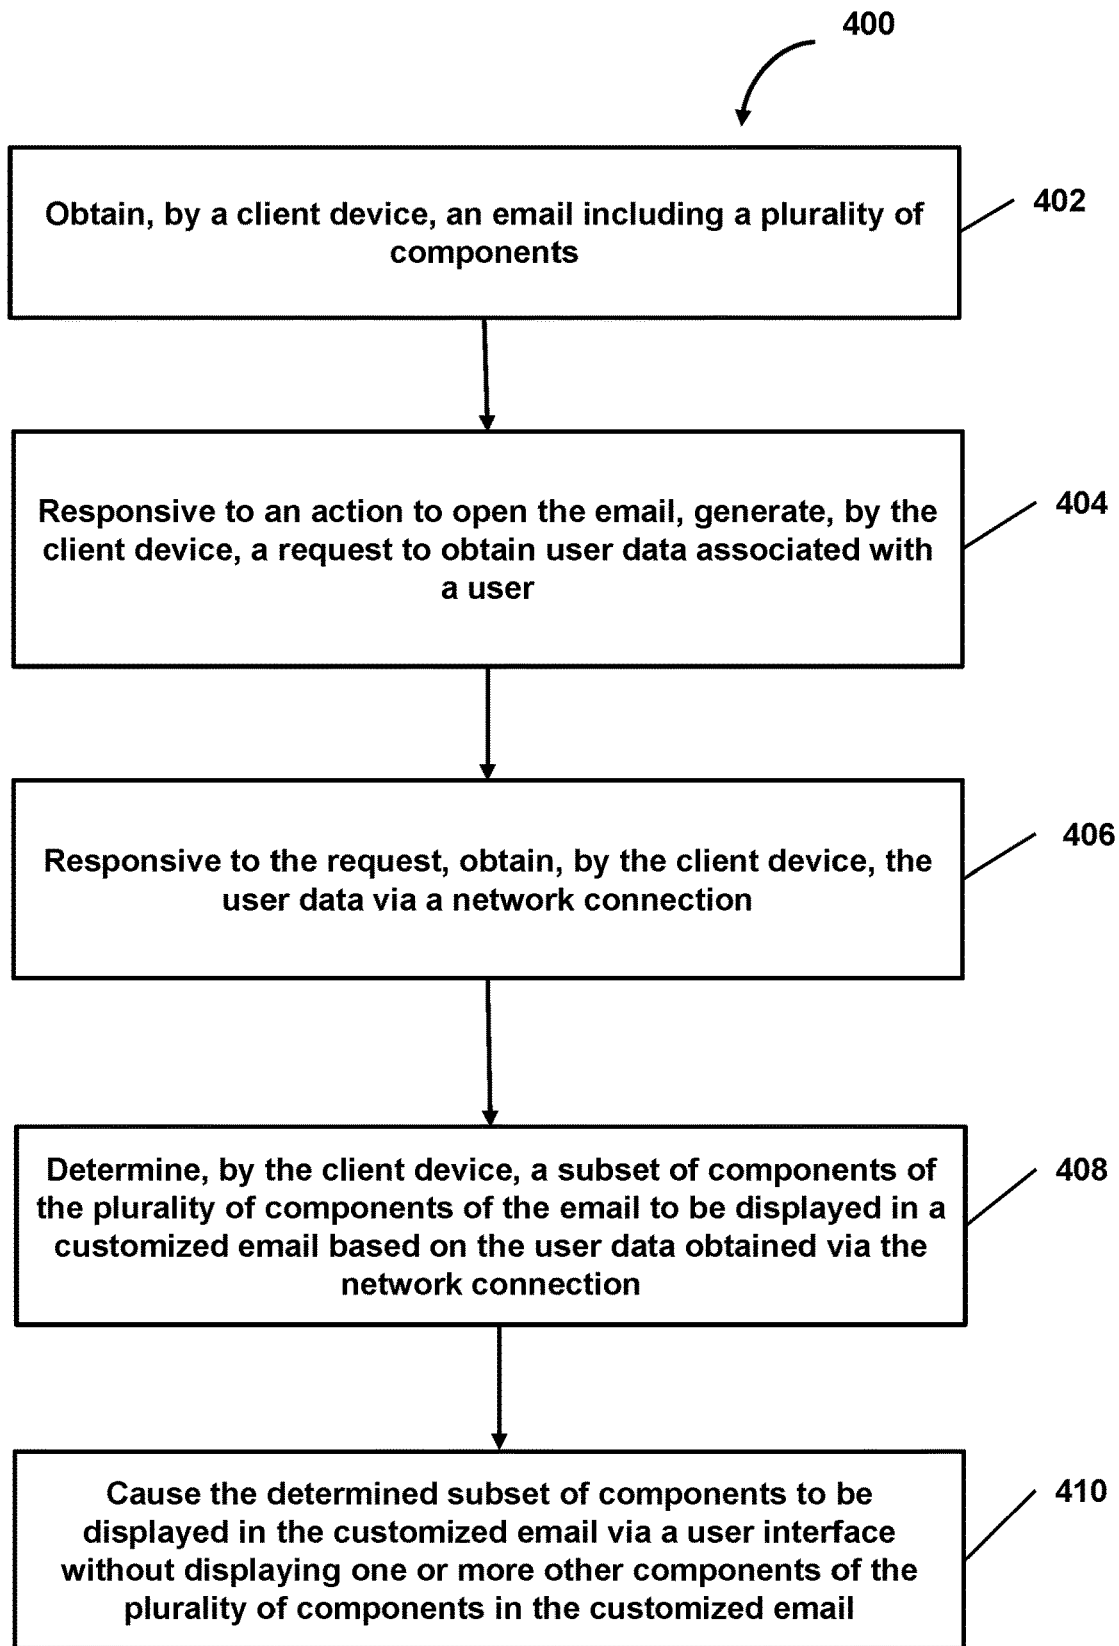 400
Obtain, by a client device, an email including a plurality of
components
402
Responsive to an action to open the email, generate, by the
client device, a request to obtain user data associated with
a user
404
Responsive to the request, obtain, by the client device, the
user data via a network connection
406
Determine, by the client device, a subset of components of
the plurality of components of the email to be displayed in a
customized email based on the user data obtained via the
network connection
408
Cause the determined subset of components to be
displayed in the customized email via a user interface
without displaying one or more other components of the
plurality of components in the customized email
410